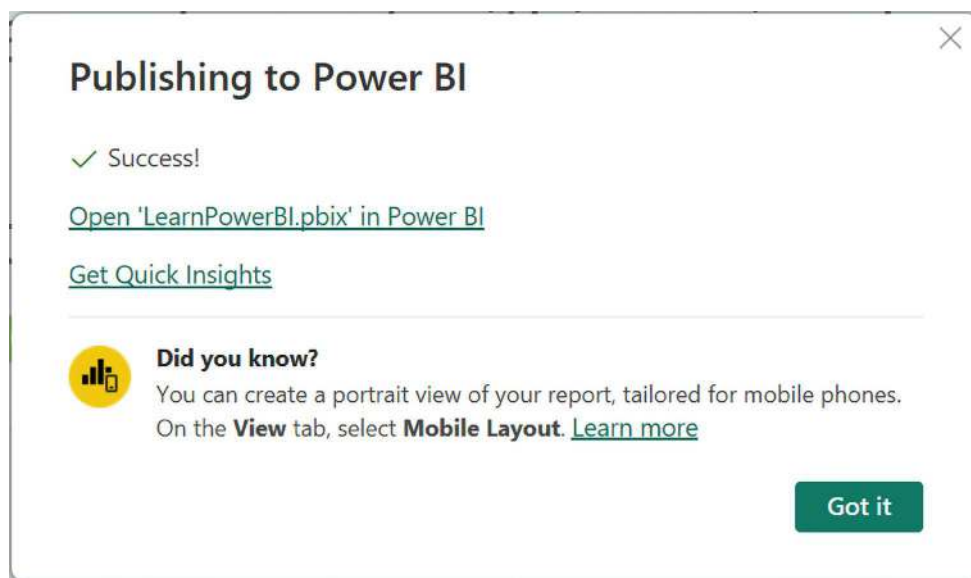 Publishing to Power BI
Success!
Open 'LearnPowerBI.pbix' in Power BI
Get Quick Insights
Did you know?
You can create a portrait view of your report, tailored for mobile phones.
On the View tab, select Mobile Layout. Learn more
Got it